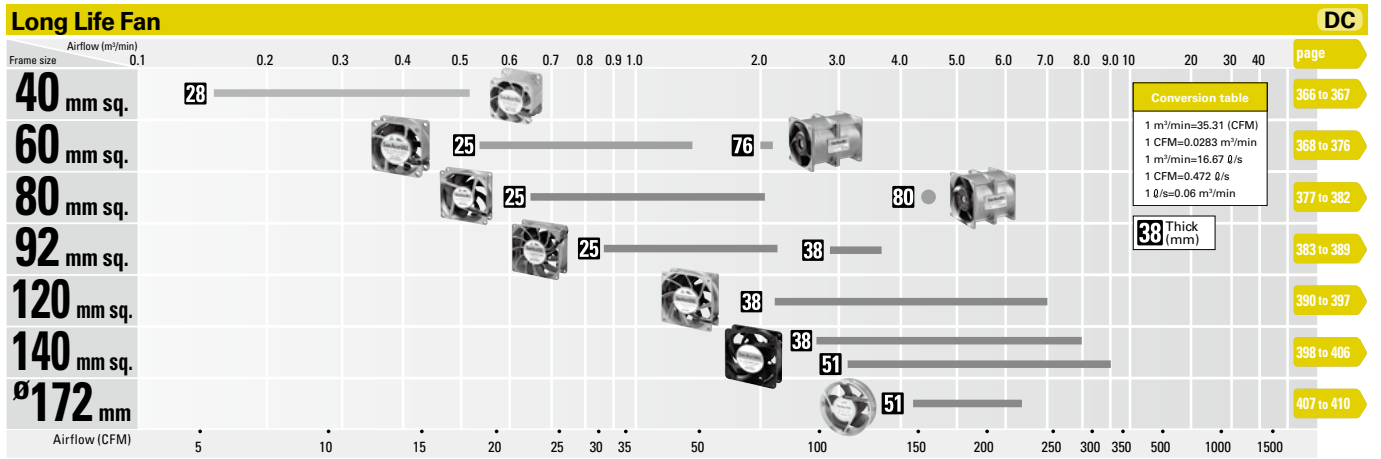 Long Life Fan DC
Airflow (m³/min)
Frame size 0.1 0.2 0.3 0.4 0.5 0.6 0.7 0.8 0.9 1.0 2.0 3.0 4.0 5.0 6.0 7.0 8.0 9.0 10 20 30 40 page
40 mm sq. 28 366 to 367
Conversion table
1 m³/min=35.31 (CFM)
1 CFM=0.0283 m³/min
1 m³/min=16.67 ℓ/s
1 CFM=0.472 ℓ/s
1 ℓ/s=0.06 m³/min
60 mm sq. 25 76 368 to 376
80 mm sq. 25 80 377 to 382
38 Thick
(mm)
92 mm sq. 25 38 383 to 389
120 mm sq. 38 390 to 397
140 mm sq. 38 398 to 406
51
ø172 mm 51 407 to 410
Airflow (CFM) 5 10 15 20 25 30 35 50 100 150 200 250 300 350 500 1000 1500